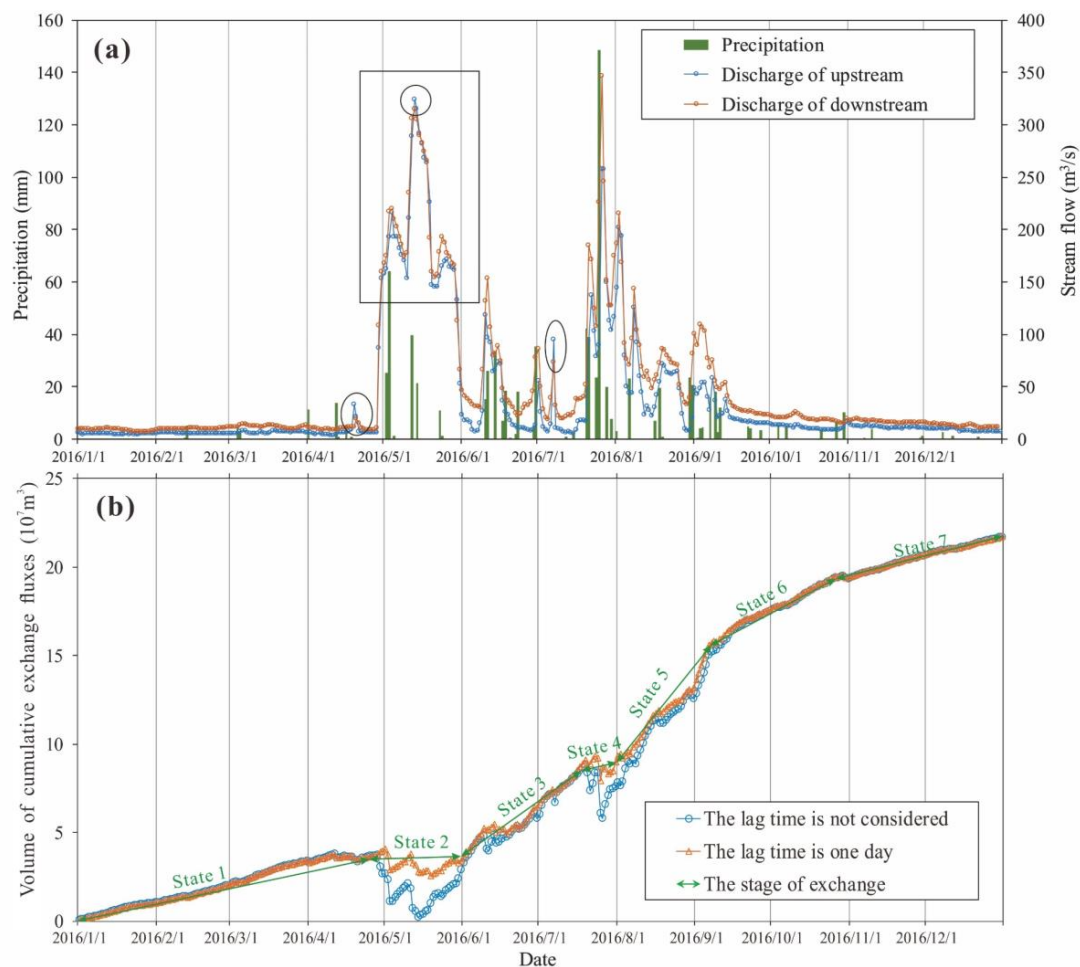 (a)
Precipitation (mm)
160
140
120
100
80
60
40
20
0
Stream flow (m³/s)
400
350
300
250
200
150
100
50
0
Precipitation
Discharge of upstream
Discharge of downstream
2016/1/1 2016/2/1 2016/3/1 2016/4/1 2016/5/1 2016/6/1 2016/7/1 2016/8/1 2016/9/1 2016/10/1 2016/11/1 2016/12/1
(b)
Volume of cumulative exchange fluxes (10⁷m³)
25
20
15
10
5
0
State 1
State 2
State 3
State 4
State 5
State 6
State 7
The lag time is not considered
The lag time is one day
The stage of exchange
2016/1/1 2016/2/1 2016/3/1 2016/4/1 2016/5/1 2016/6/1 2016/7/1 2016/8/1 2016/9/1 2016/10/1 2016/11/1 2016/12/1
Date